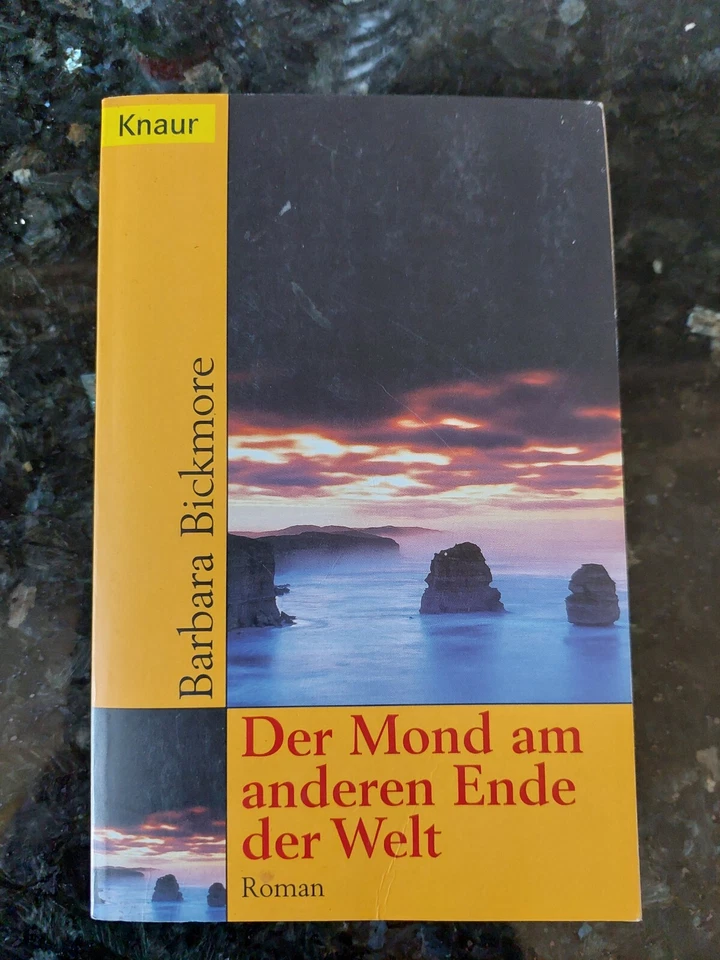 Knaur
Barbara Bickmore
Der Mond am
anderen Ende
der Welt
Roman